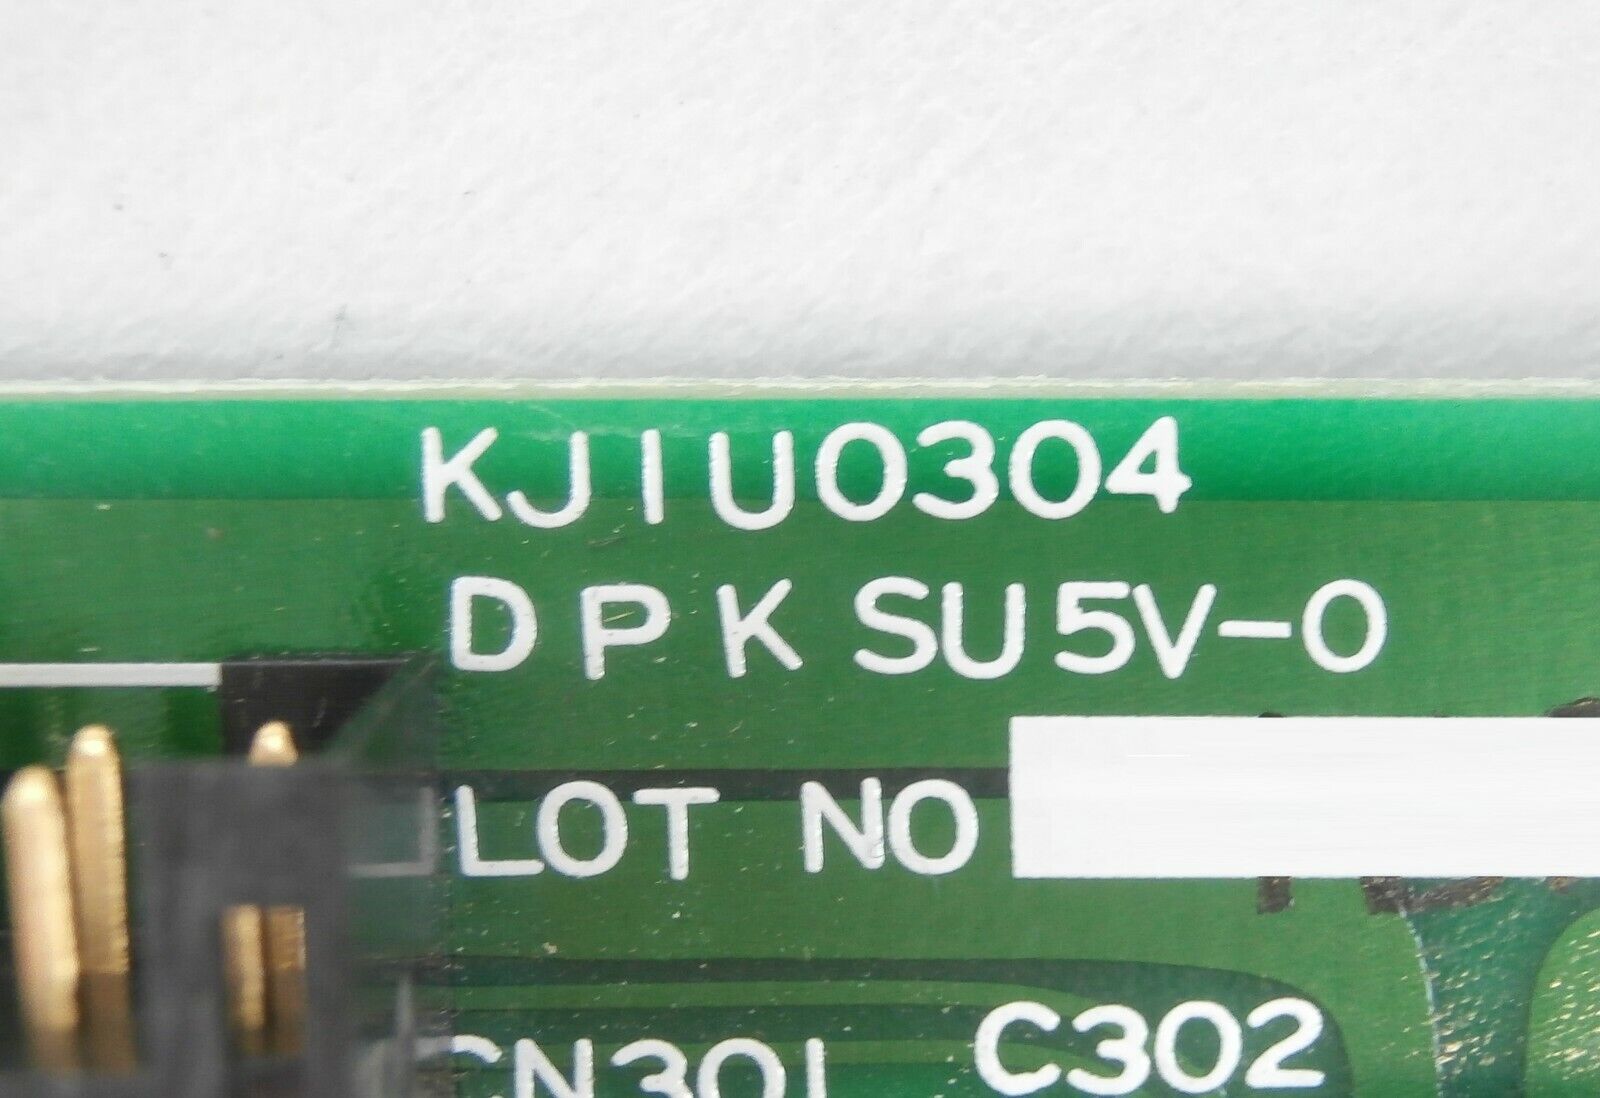 KJIU0304
DPK SU5V-0
LOT NO
C302
CN301